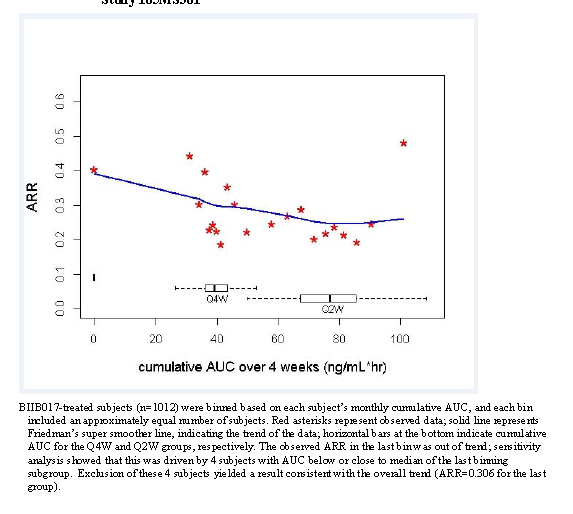 Study 105MS301
0.6
0.5
0.4
0.3
0.2
0.1
0.0
ARR
Q4W
Q2W
0 20 40 60 80 100
cumulative AUC over 4 weeks (ng/mL*hr)
BIIB017-treated subjects (n=1012) were binned based on each subject's monthly cumulative AUC, and each bin
included an approximately equal number of subjects. Red asterisks represent observed data; solid line represents
Friedman's super smoother line, indicating the trend of the data; horizontal bars at the bottom indicate cumulative
AUC for the Q4W and Q2W groups, respectively. The observed ARR in the last bin was out of trend; sensitivity
analysis showed that this was driven by 4 subjects with AUC below or close to median of the last binning
subgroup. Exclusion of these 4 subjects yielded a result consistent with the overall trend (ARR=0.306 for the last
group).